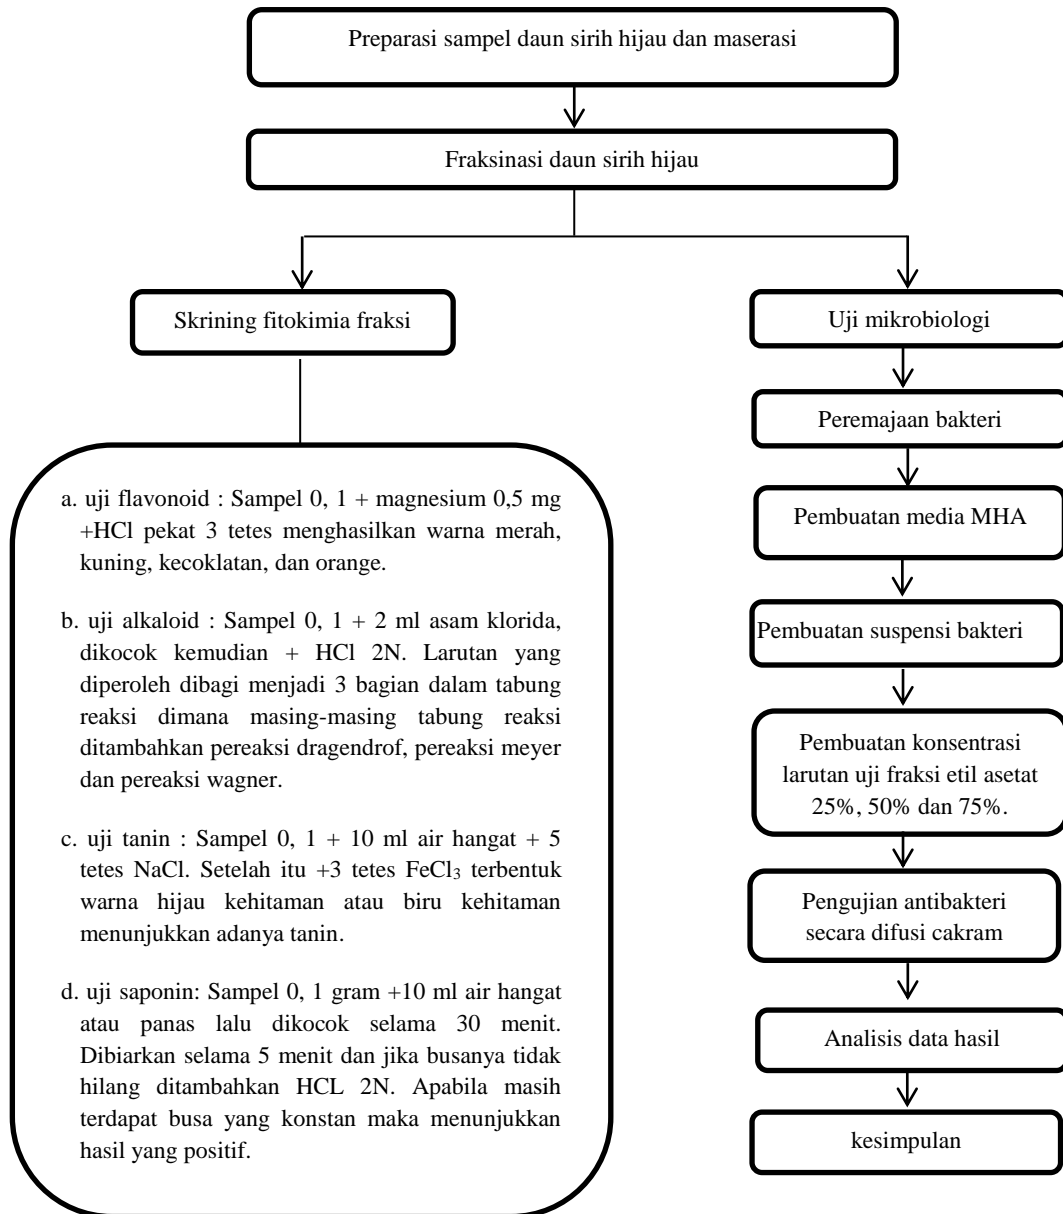 Preparasi sampel daun sirih hijau dan maserasi
Fraksinasi daun sirih hijau
Skrining fitokimia fraksi
a. uji flavonoid : Sampel 0, 1 + magnesium 0,5 mg
+HCl pekat 3 tetes menghasilkan warna merah,
kuning, kecoklatan, dan orange.
b. uji alkaloid : Sampel 0, 1 + 2 ml asam klorida,
dikocok kemudian + HCl 2N. Larutan yang
diperoleh dibagi menjadi 3 bagian dalam tabung
reaksi dimana masing-masing tabung reaksi
ditambahkan pereaksi dragendrof, pereaksi meyer
dan pereaksi wagner.
c. uji tanin : Sampel 0, 1 + 10 ml air hangat + 5
tetes NaCl. Setelah itu +3 tetes FeCl₃ terbentuk
warna hijau kehitaman atau biru kehitaman
menunjukkan adanya tanin.
d. uji saponin: Sampel 0, 1 gram +10 ml air hangat
atau panas lalu dikocok selama 30 menit.
Dibiarkan selama 5 menit dan jika busanya tidak
hilang ditambahkan HCL 2N. Apabila masih
terdapat busa yang konstan maka menunjukkan
hasil yang positif.
Uji mikrobiologi
Peremajaan bakteri
Pembuatan media MHA
Pembuatan suspensi bakteri
Pembuatan konsentrasi
larutan uji fraksi etil asetat
25%, 50% dan 75%.
Pengujian antibakteri
secara difusi cakram
Analisis data hasil
kesimpulan